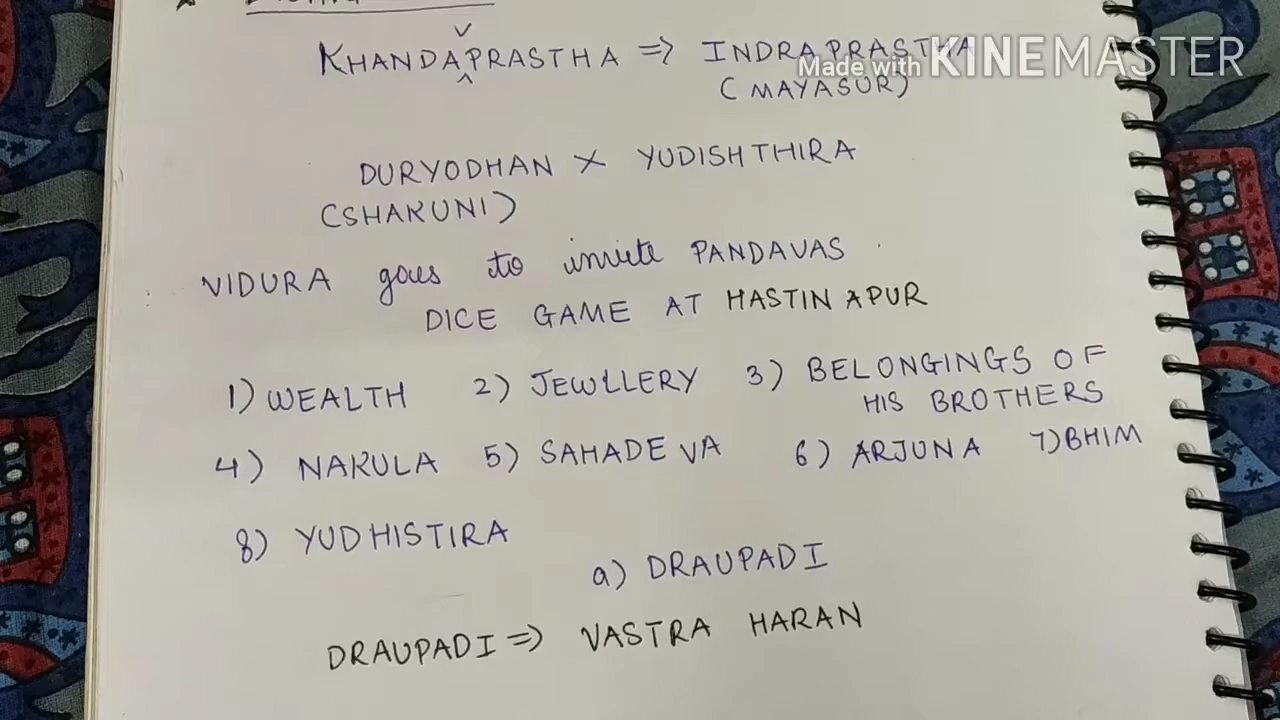 KHANDAVPRASTHA => INDRAPRASTHA
(MAYASUR)
Made with KINEMASTER
DURYODHAN X YUDISHTHIRA
(SHAKUNI)
VIDURA goes to invite PANDAVAS
DICE GAME AT HASTINAPUR
1) WEALTH 2) JEWLLERY 3) BELONGINGS OF
HIS BROTHERS
4) NAKULA 5) SAHADEVA 6) ARJUNA 7) BHIM
8) YUDHISTIRA
9) DRAUPADI
DRAUPADI => VASTRA HARAN